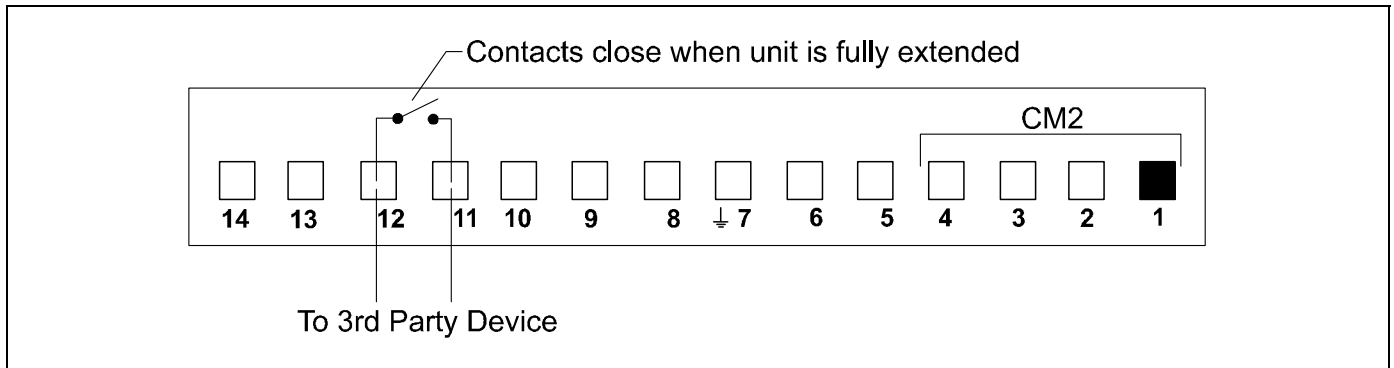 Contacts close when unit is fully extended
CM2
14 13 12 11 10 9 8 ⏚ 7 6 5 4 3 2 1
To 3rd Party Device